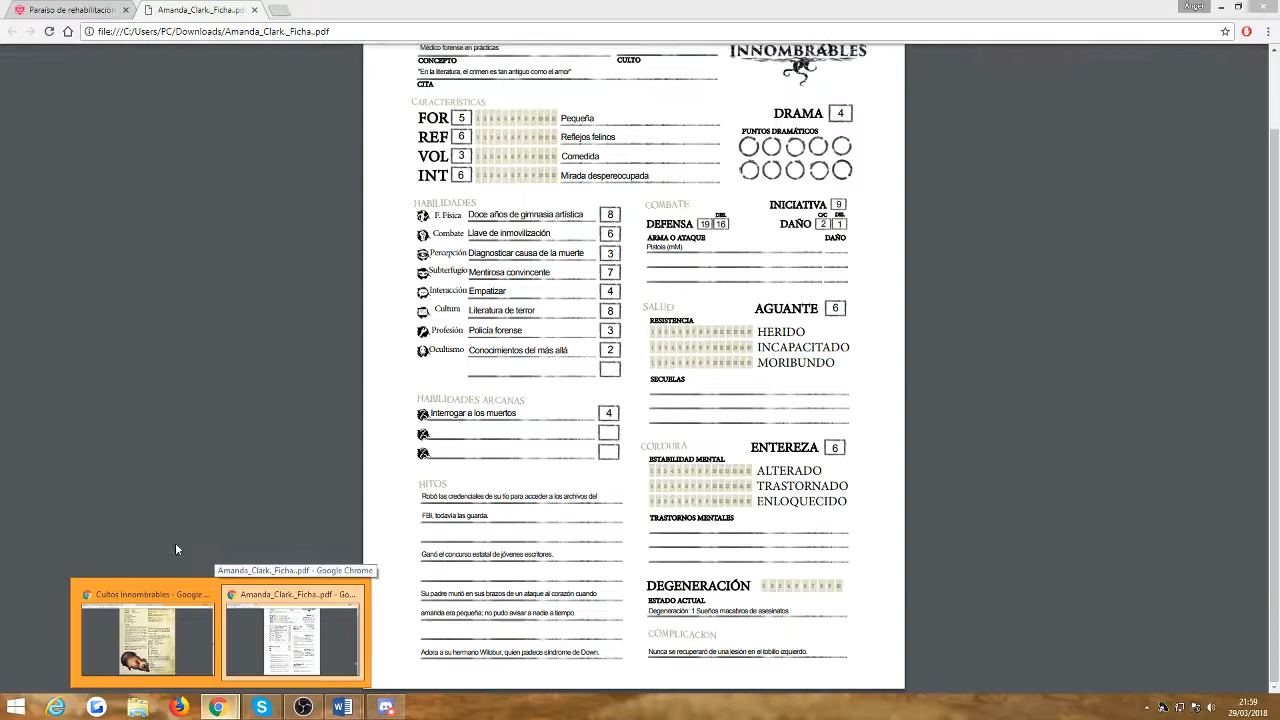 Paraíso de renhibición
Amanda_Clark_Ficha.pdf
Angel
file:///C:/Users/PC/Downloads/Amanda_Clark_Ficha.pdf
Médico forense en prácticas
CONCEPTO
CULTO
"En la literatura, el crimen es tan antiguo como el amor"
CITA
INNOMBRABLES
CARACTERÍSTICAS
FOR 5 Pequeña
REF 6 Reflejos felinos
VOL 3 Comedida
INT 6 Mirada despereocupada
DRAMA 4
PUNTOS DRAMÁTICOS
HABILIDADES
F. Física Doce años de gimnasia artística 8
Combate Llave de inmovilización 6
Percepción Diagnosticar causa de la muerte 3
Subterfugio Mentirosa convincente 7
Interacción Empatizar 4
Cultura Literatura de terror 8
Profesión Policía forense 3
Ocultismo Conocimientos del más allá 2
COMBATE
INICIATIVA 9
DES. C/C DIS.
DEFENSA 19 16 DAÑO 2 1
ARMA O ATAQUE DAÑO
Pistola (mM)
SALUD
AGUANTE 6
RESISTENCIA
HERIDO
INCAPACITADO
MORIBUNDO
SECUELAS
HABILIDADES ARCANAS
Interrogar a los muertos 4
CORDURA
ENTEREZA 6
ESTABILIDAD MENTAL
ALTERADO
TRASTORNADO
ENLOQUECIDO
TRASTORNOS MENTALES
HITOS
Robó las credenciales de su tío para acceder a los archivos del
FBI, todavía las guarda.
Ganó el concurso estatal de jóvenes escritores.
Su padre murió en sus brazos de un ataque al corazón cuando
amanda era pequeña; no pudo avisar a nadie a tiempo.
Adora a su hermano Wilobur, quien padece síndrome de Down.
DEGENERACIÓN
ESTADO ACTUAL
Degeneración: 1 Sueños macabros de asesinatos
COMPLICACION
Nunca se recuperaró de una lesión en el tobillo izquierdo.
Amanda_Clark_Ficha.pdf - Google Chrome
Cultos Innombrables - Google ...
Amanda_Clark_Ficha.pdf - Go...
21:59
29/03/2018